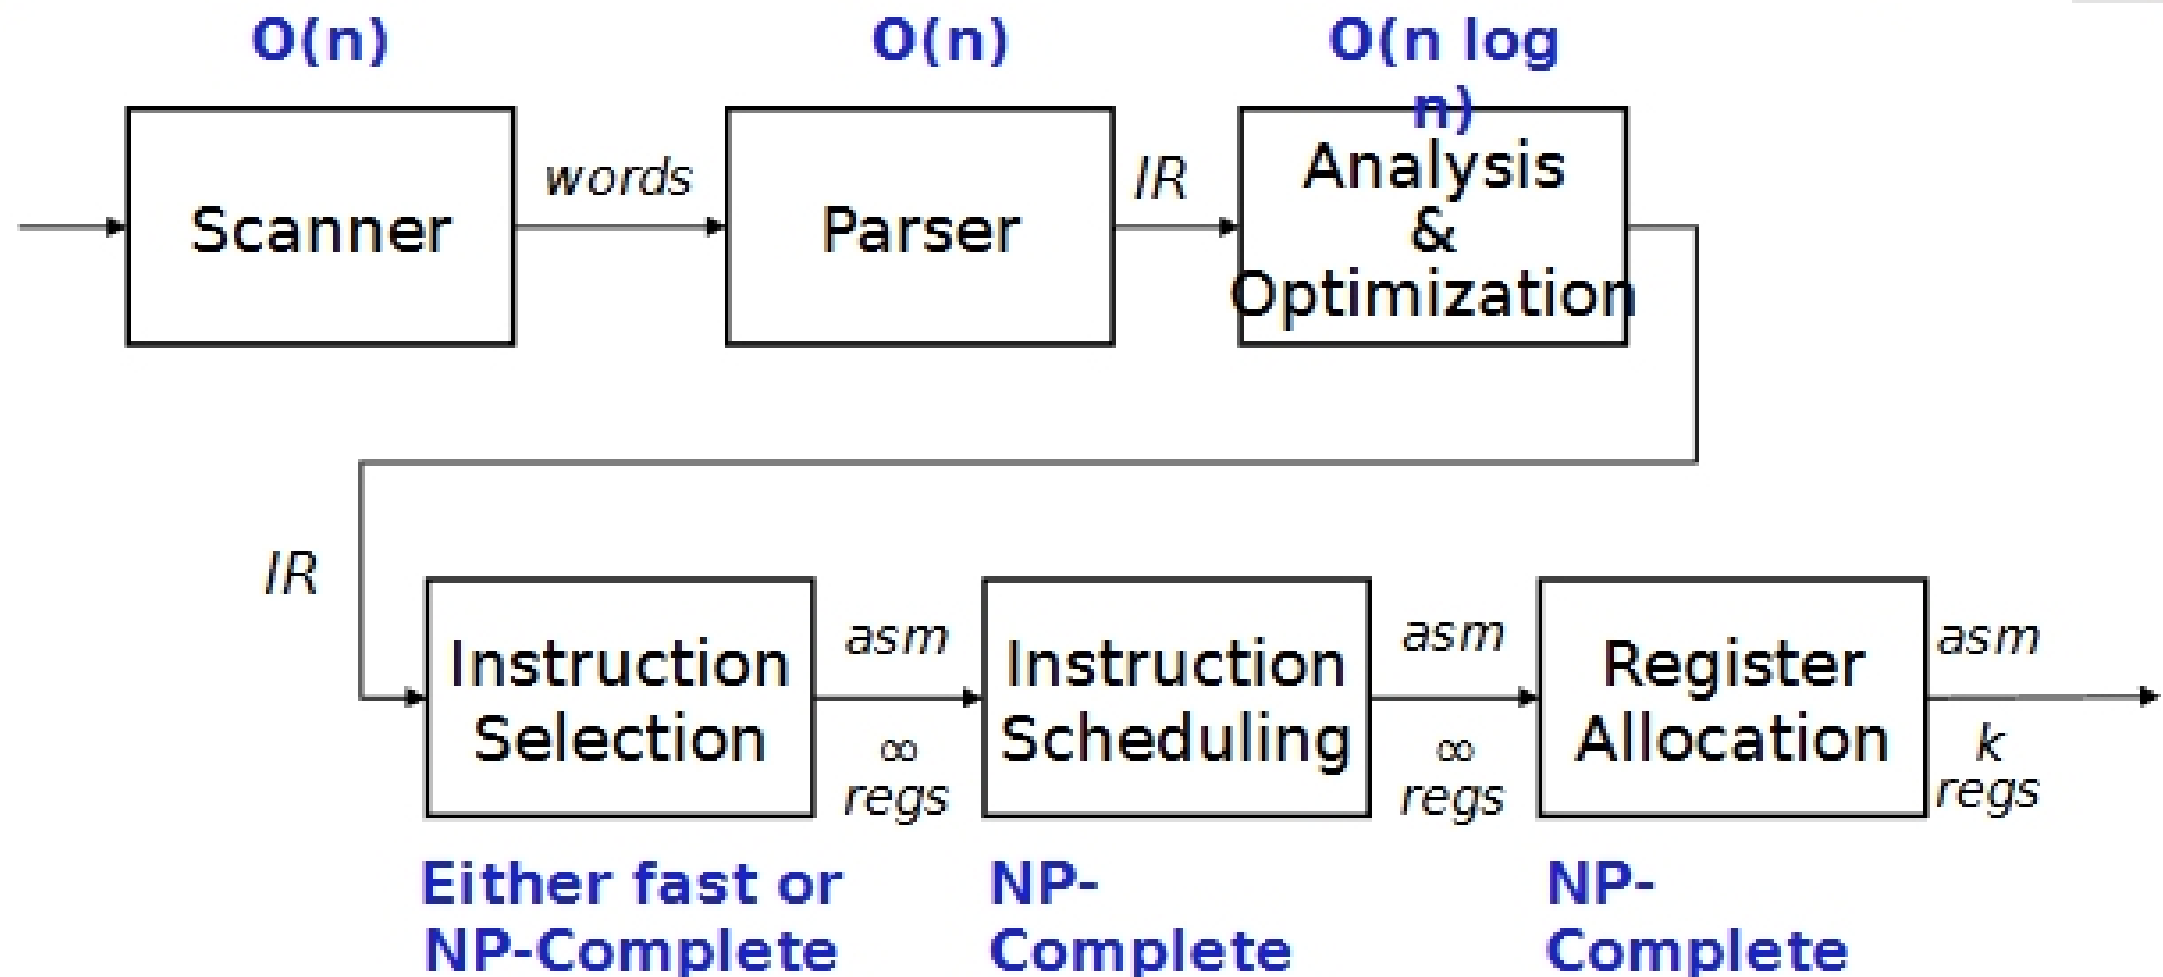 O(n)
O(n)
O(n log
n)
Scanner
words
Parser
IR
Analysis
&
Optimization
IR
Instruction
Selection
asm
∞
regs
Instruction
Scheduling
asm
∞
regs
Register
Allocation
asm
k
regs
Either fast or
NP-Complete
NP-
Complete
NP-
Complete